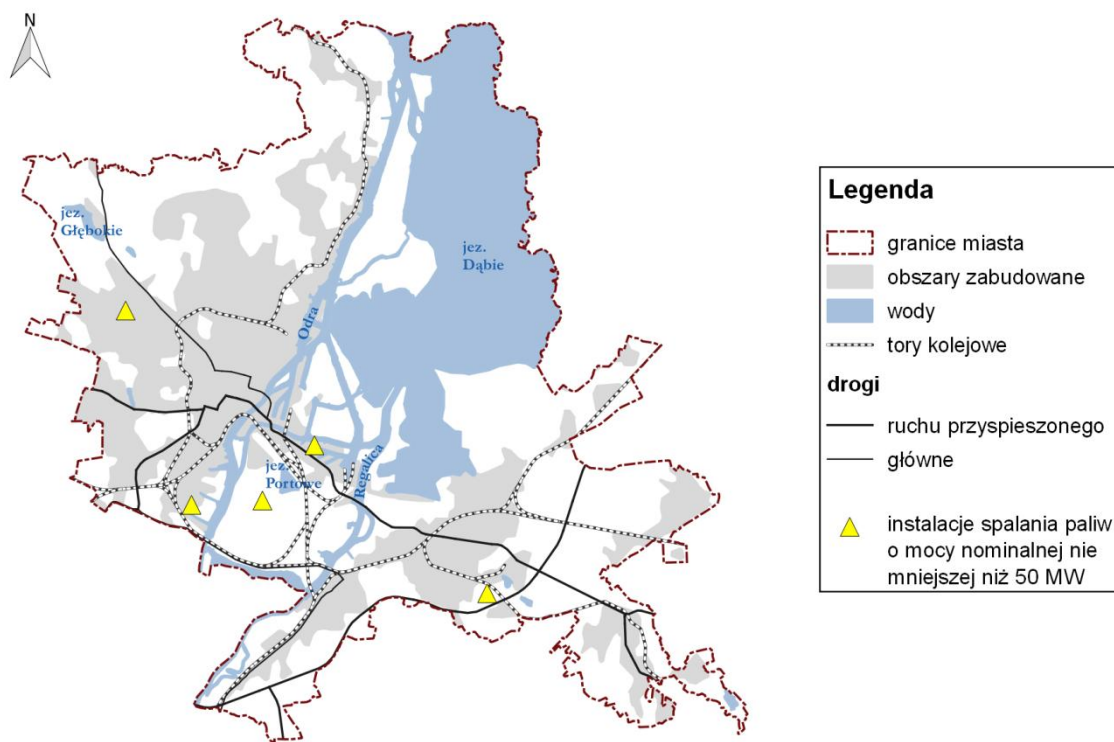 N
jez.
Głębokie
jez.
Dąbie
Odra
jez.
Portowe
Regalica
Legenda
granice miasta
obszary zabudowane
wody
tory kolejowe
drogi
ruchu przyspieszonego
główne
instalacje spalania paliw
o mocy nominalnej nie
mniejszej niż 50 MW